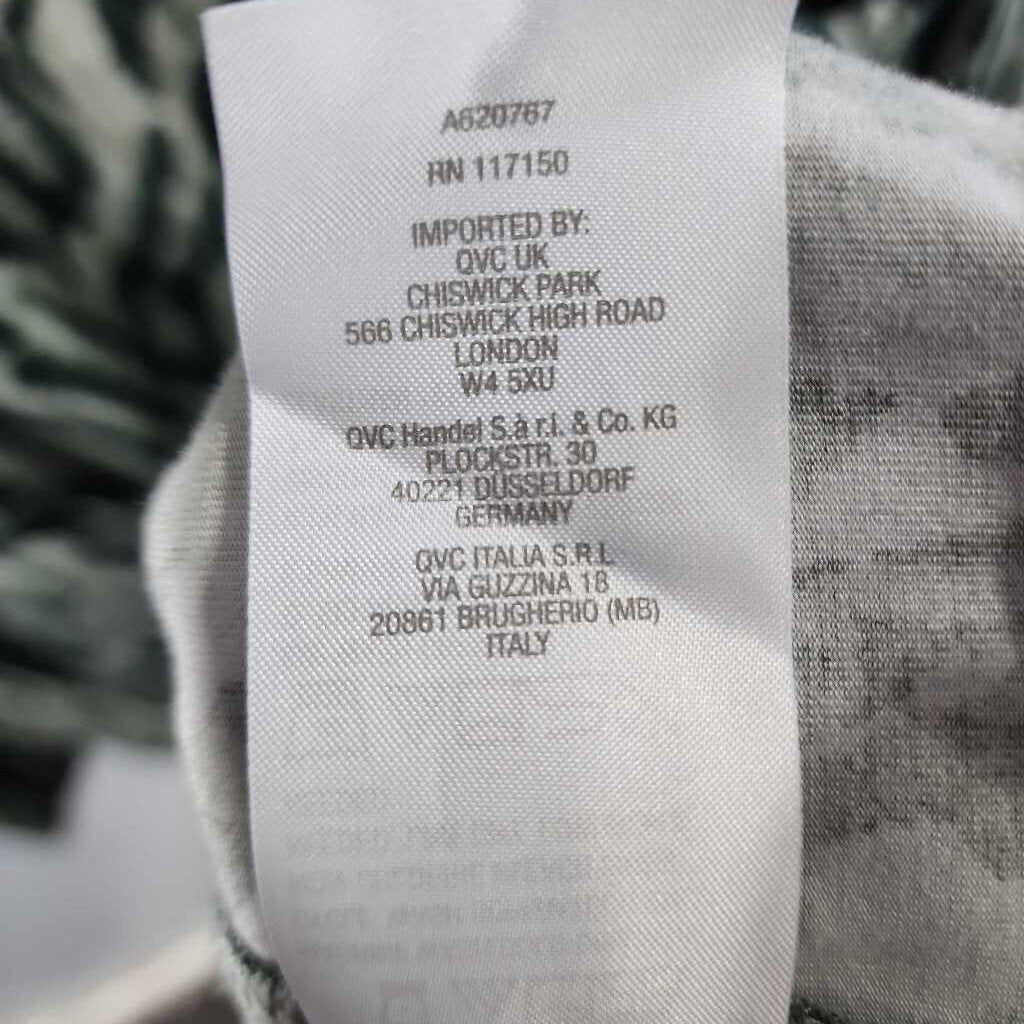 A620767
RN 117150
IMPORTED BY:
QVC UK
CHISWICK PARK
566 CHISWICK HIGH ROAD
LONDON
W4 5XU
QVC Handel S.à r.l. & Co. KG
PLOCKSTR. 30
40221 DUSSELDORF
GERMANY
QVC ITALIA S.R.L
VIA GUZZINA 18
20861 BRUGHERIO (MB)
ITALY